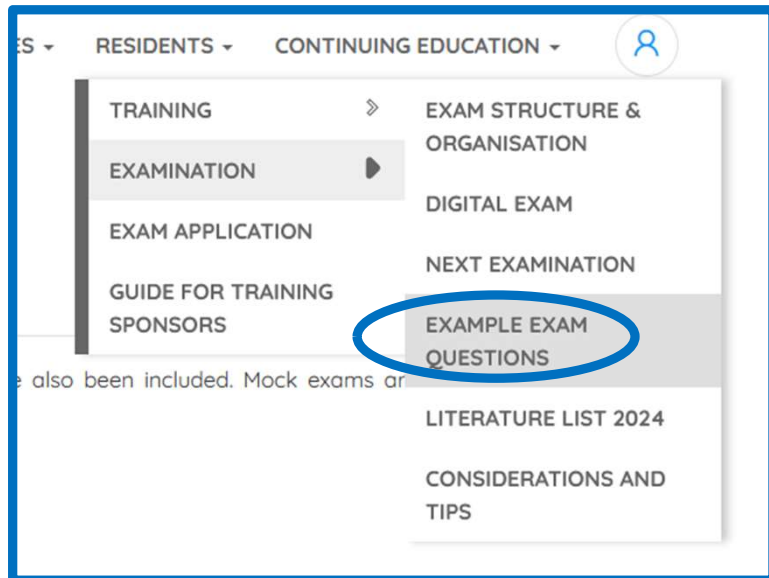 ES RESIDENTS CONTINUING EDUCATION
TRAINING
EXAMINATION
EXAM APPLICATION
GUIDE FOR TRAINING
SPONSORS
EXAM STRUCTURE &
ORGANISATION
DIGITAL EXAM
NEXT EXAMINATION
EXAMPLE EXAM
QUESTIONS
LITERATURE LIST 2024
CONSIDERATIONS AND
TIPS
also been included. Mock exams